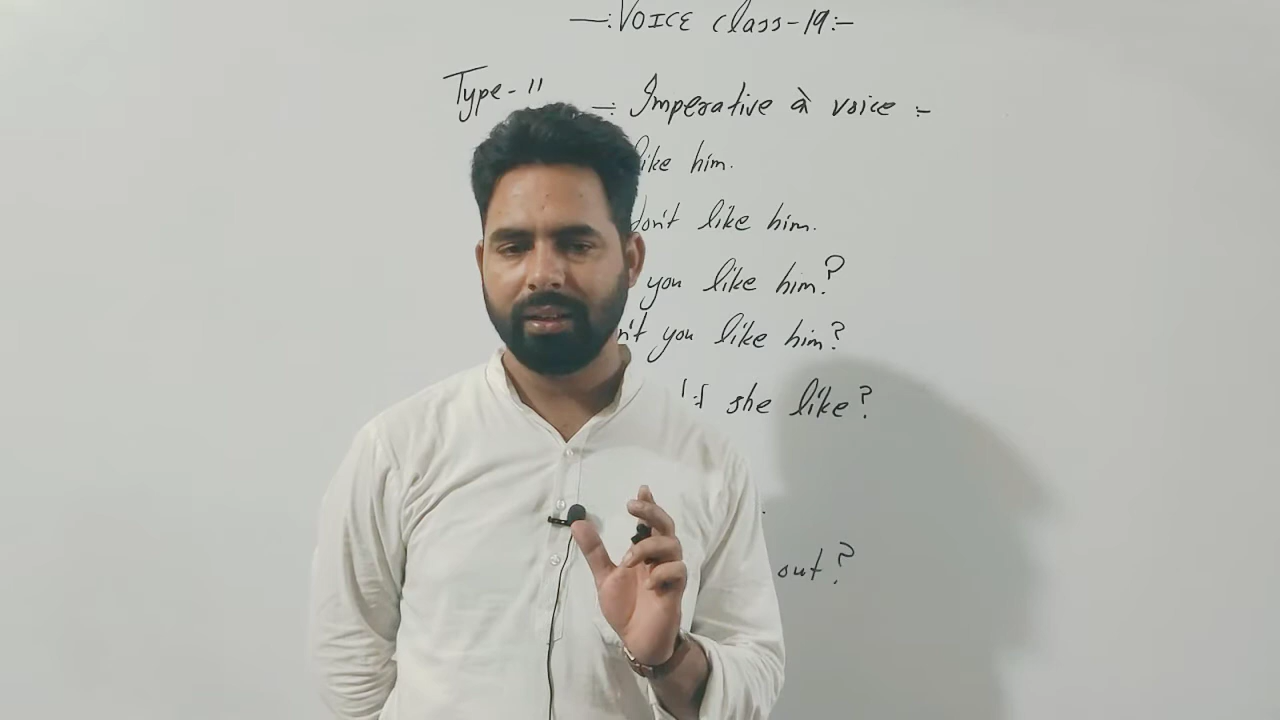 —:VOICE Class-19:—
Type-11 —: Imperative à voice :-
like him.
don't like him.
you like him?
n't you like him?
she like?
out?